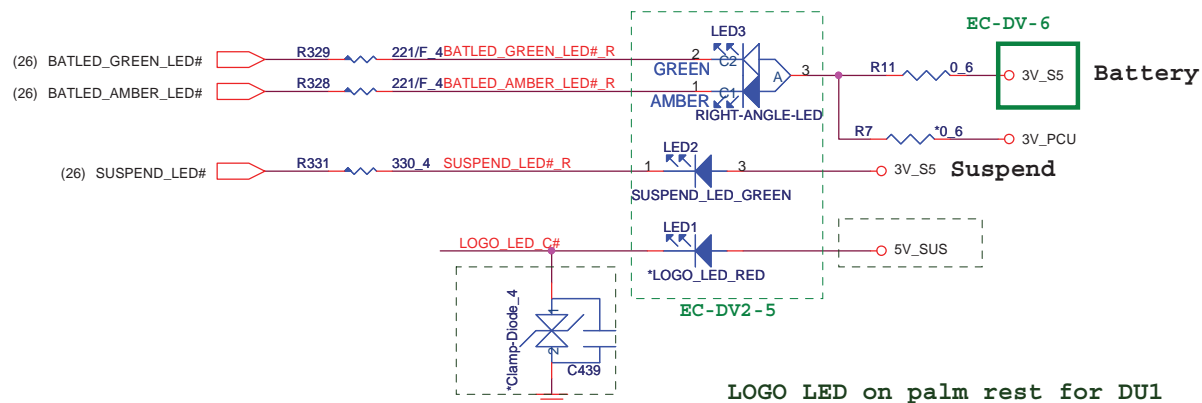 EC-DV-6
LED3
(26) BATLED_GREEN_LED# R329 221/F_4 BATLED_GREEN_LED#_R 2 C2 GREEN A 3 R11 0_6 3V_S5 Battery
(26) BATLED_AMBER_LED# R328 221/F_4 BATLED_AMBER_LED#_R 1 C1 AMBER
RIGHT-ANGLE-LED
R7 *0_6 3V_PCU
(26) SUSPEND_LED# R331 330_4 SUSPEND_LED#_R 1 LED2 3 3V_S5 Suspend
SUSPEND_LED_GREEN
LOGO_LED_C# LED1 5V_SUS
*LOGO_LED_RED
EC-DV2-5
*Clamp-Diode_4
1
2
C439
LOGO LED on palm rest for DU1